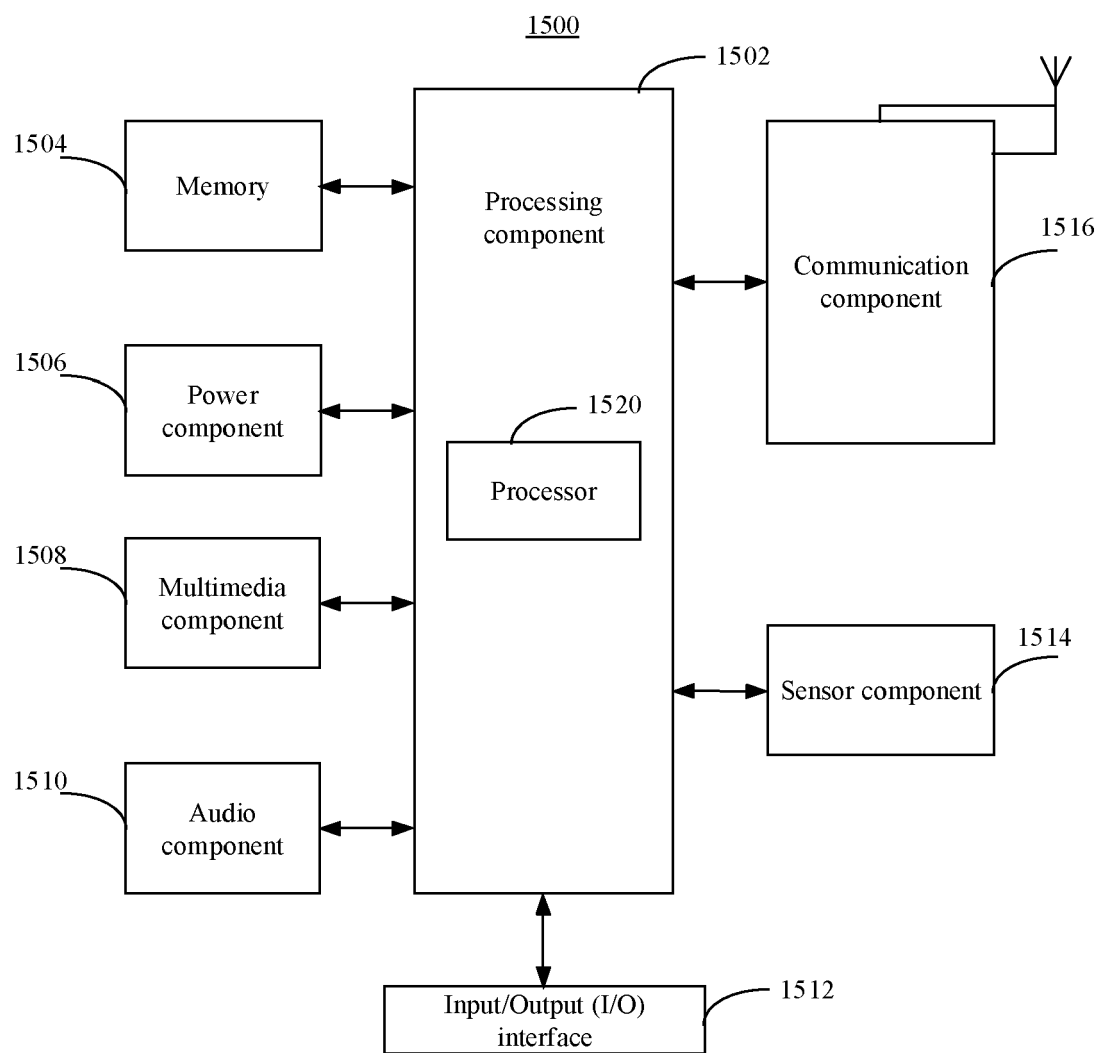 1500
1502
1504
Memory
Processing
component
1516
Communication
component
1506
Power
component
1520
Processor
1508
Multimedia
component
1514
Sensor component
1510
Audio
component
1512
Input/Output (I/O)
interface